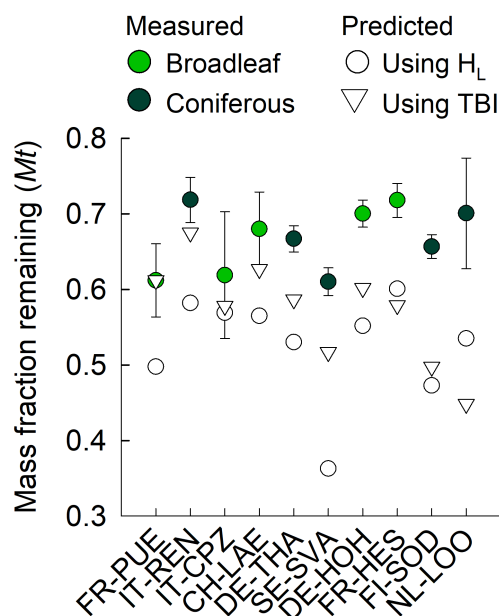 Measured Predicted
Broadleaf Using HL
Coniferous Using TBI
Mass fraction remaining (Mt)
0.8
0.7
0.6
0.5
0.4
0.3
FR-PUE
IT-REN
IT-CPZ
CH-LAE
DE-THA
SE-SVA
DE-HOH
FR-HES
FI-SOD
NL-LOO